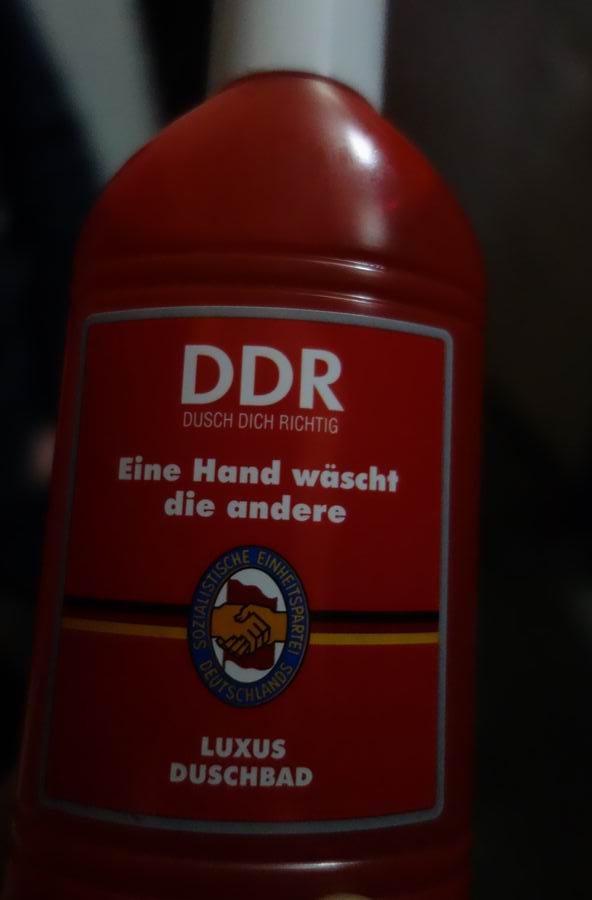 DDR
DUSCH DICH RICHTIG
Eine Hand wäscht
die andere
SOZIALISTISCHE EINHEITSPARTEI
DEUTSCHLANDS
LUXUS
DUSCHBAD